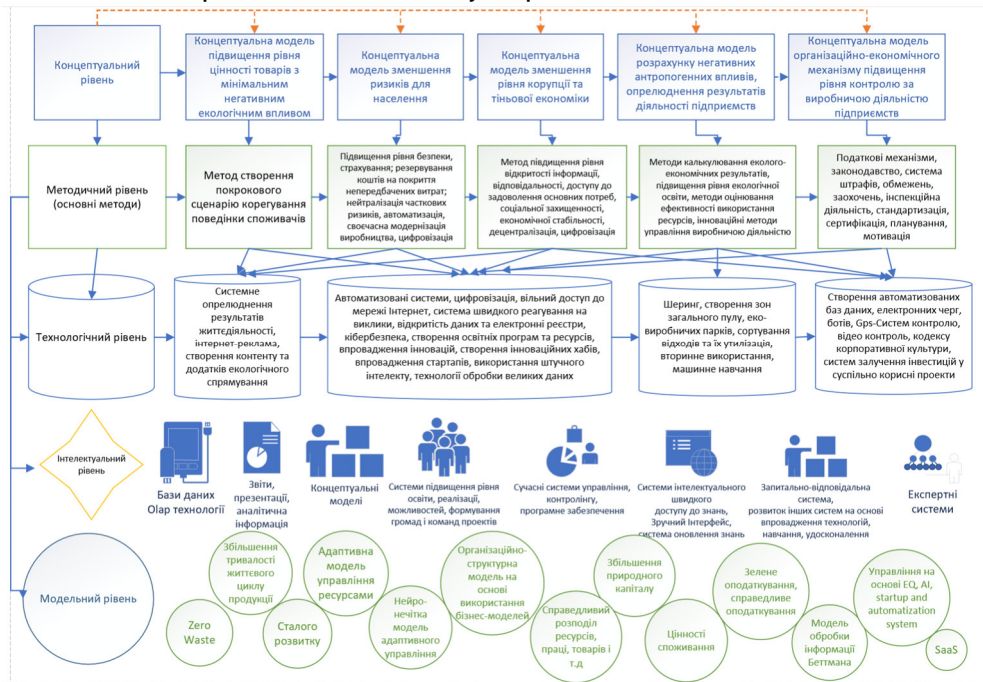 Концептуальний
рівень
Концептуальна модель
підвищення рівня
цінності товарів з
мінімальним
негативним
екологічним впливом
Концептуальна
модель зменшення
ризиків для
населення
Концептуальна
модель зменшення
рівня корупції та
тіньової економіки
Концептуальна модель
розрахунку негативних
антропогенних впливів,
опрелюднення результатів
діяльності підприємств
Концептуальна модель
організаційно-економічного
механізму підвищення
рівня контролю за
виробничою діяльністю
підприємств
Методичний рівень
(основні методи)
Метод створення
покрокового
сценарію корегування
поведінки споживачів
Підвищення рівня безпеки,
страхування; резервування
коштів на покриття
непередбачених витрат;
нейтралізація часткових
ризиків, автоматизація,
своєчасна модернізація
виробництва, цифровізація
Метод півдищення рівня
відкритості інформації,
відповідальності, доступу до
задоволення основних потреб,
соціальної захищенності,
економічної стабільності,
децентралізація, цифровізація
Методи калькулювання еколого-
економічних результатів,
підвищення рівня екологічної
освіти, методи оцінювання
ефективності використання
ресурсів, інноваційні методи
управління виробничою діяльністю
Податкові механізми,
законодавство, система
штрафів, обмежень,
заохочень, інспекційна
діяльність, стандартизація,
сертифікація, планування,
мотивація
Технологічний рівень
Системне
опрелюднення
результатів
життєдіяльності,
інтернет-реклама,
створення контенту та
додатків екологічного
спрямування
Автоматизовані системи, цифровізація, вільний доступ до
мережі Інтернет, система швидкого реагування на
виклики, відкритість даних та електронні реєстри,
кібербезпека, створення освітніх програм та ресурсів,
впровадження інновацій, створення інноваційних хабів,
впровадження стартапів, використання штучного
інтелекту, технології обробки великих даних
Шеринг, створення зон
загального пулу, еко-
виробничих парків, сортування
відходів та їх утилізація,
вторинне використання,
машинне навчання
Створення автоматизованих
баз даних, електронних черг,
ботів, Gps-Систем контролю,
відео контроль, кодексу
корпоративної культури,
систем залучення інвестицій у
суспільно корисні проекти
Інтелектуальний
рівень
Бази даних
Olap технології
Звіти,
презентації,
аналітична
інформація
Концептуальні
моделі
Системи підвищення рівня
освіти, реалізації,
можливостей, формування
громад і команд проектів
Сучасні системи управління,
контролінгу,
програмне забезпечення
Системи інтелектуального
швидкого
доступу до знань,
Зручний Інтерфейс,
система оновлення знань
Запитально-відповідальна
система,
розвиток інших систем на основі
впровадження технологій,
навчання, удосконалення
Експертні
системи
Модельний рівень
Zero
Waste
Збільшення
тривалості
життєвого
циклу
продукції
Сталого
розвитку
Адаптивна
модель
управління
ресурсами
Нейро-
нечітка
модель
адаптивного
управління
Організаційно-
структурна
модель на
основі
використання
бізнес-моделей
Справедливий
розподіл
ресурсів,
праці, товарів і
т.д
Збільшення
природного
капіталу
Цінності
споживання
Зелене
оподаткування,
справедливе
оподаткування
Модель
обробки
інформації
Беттмана
Управління на
основі EQ, AI,
startup and
automatization
system
SaaS